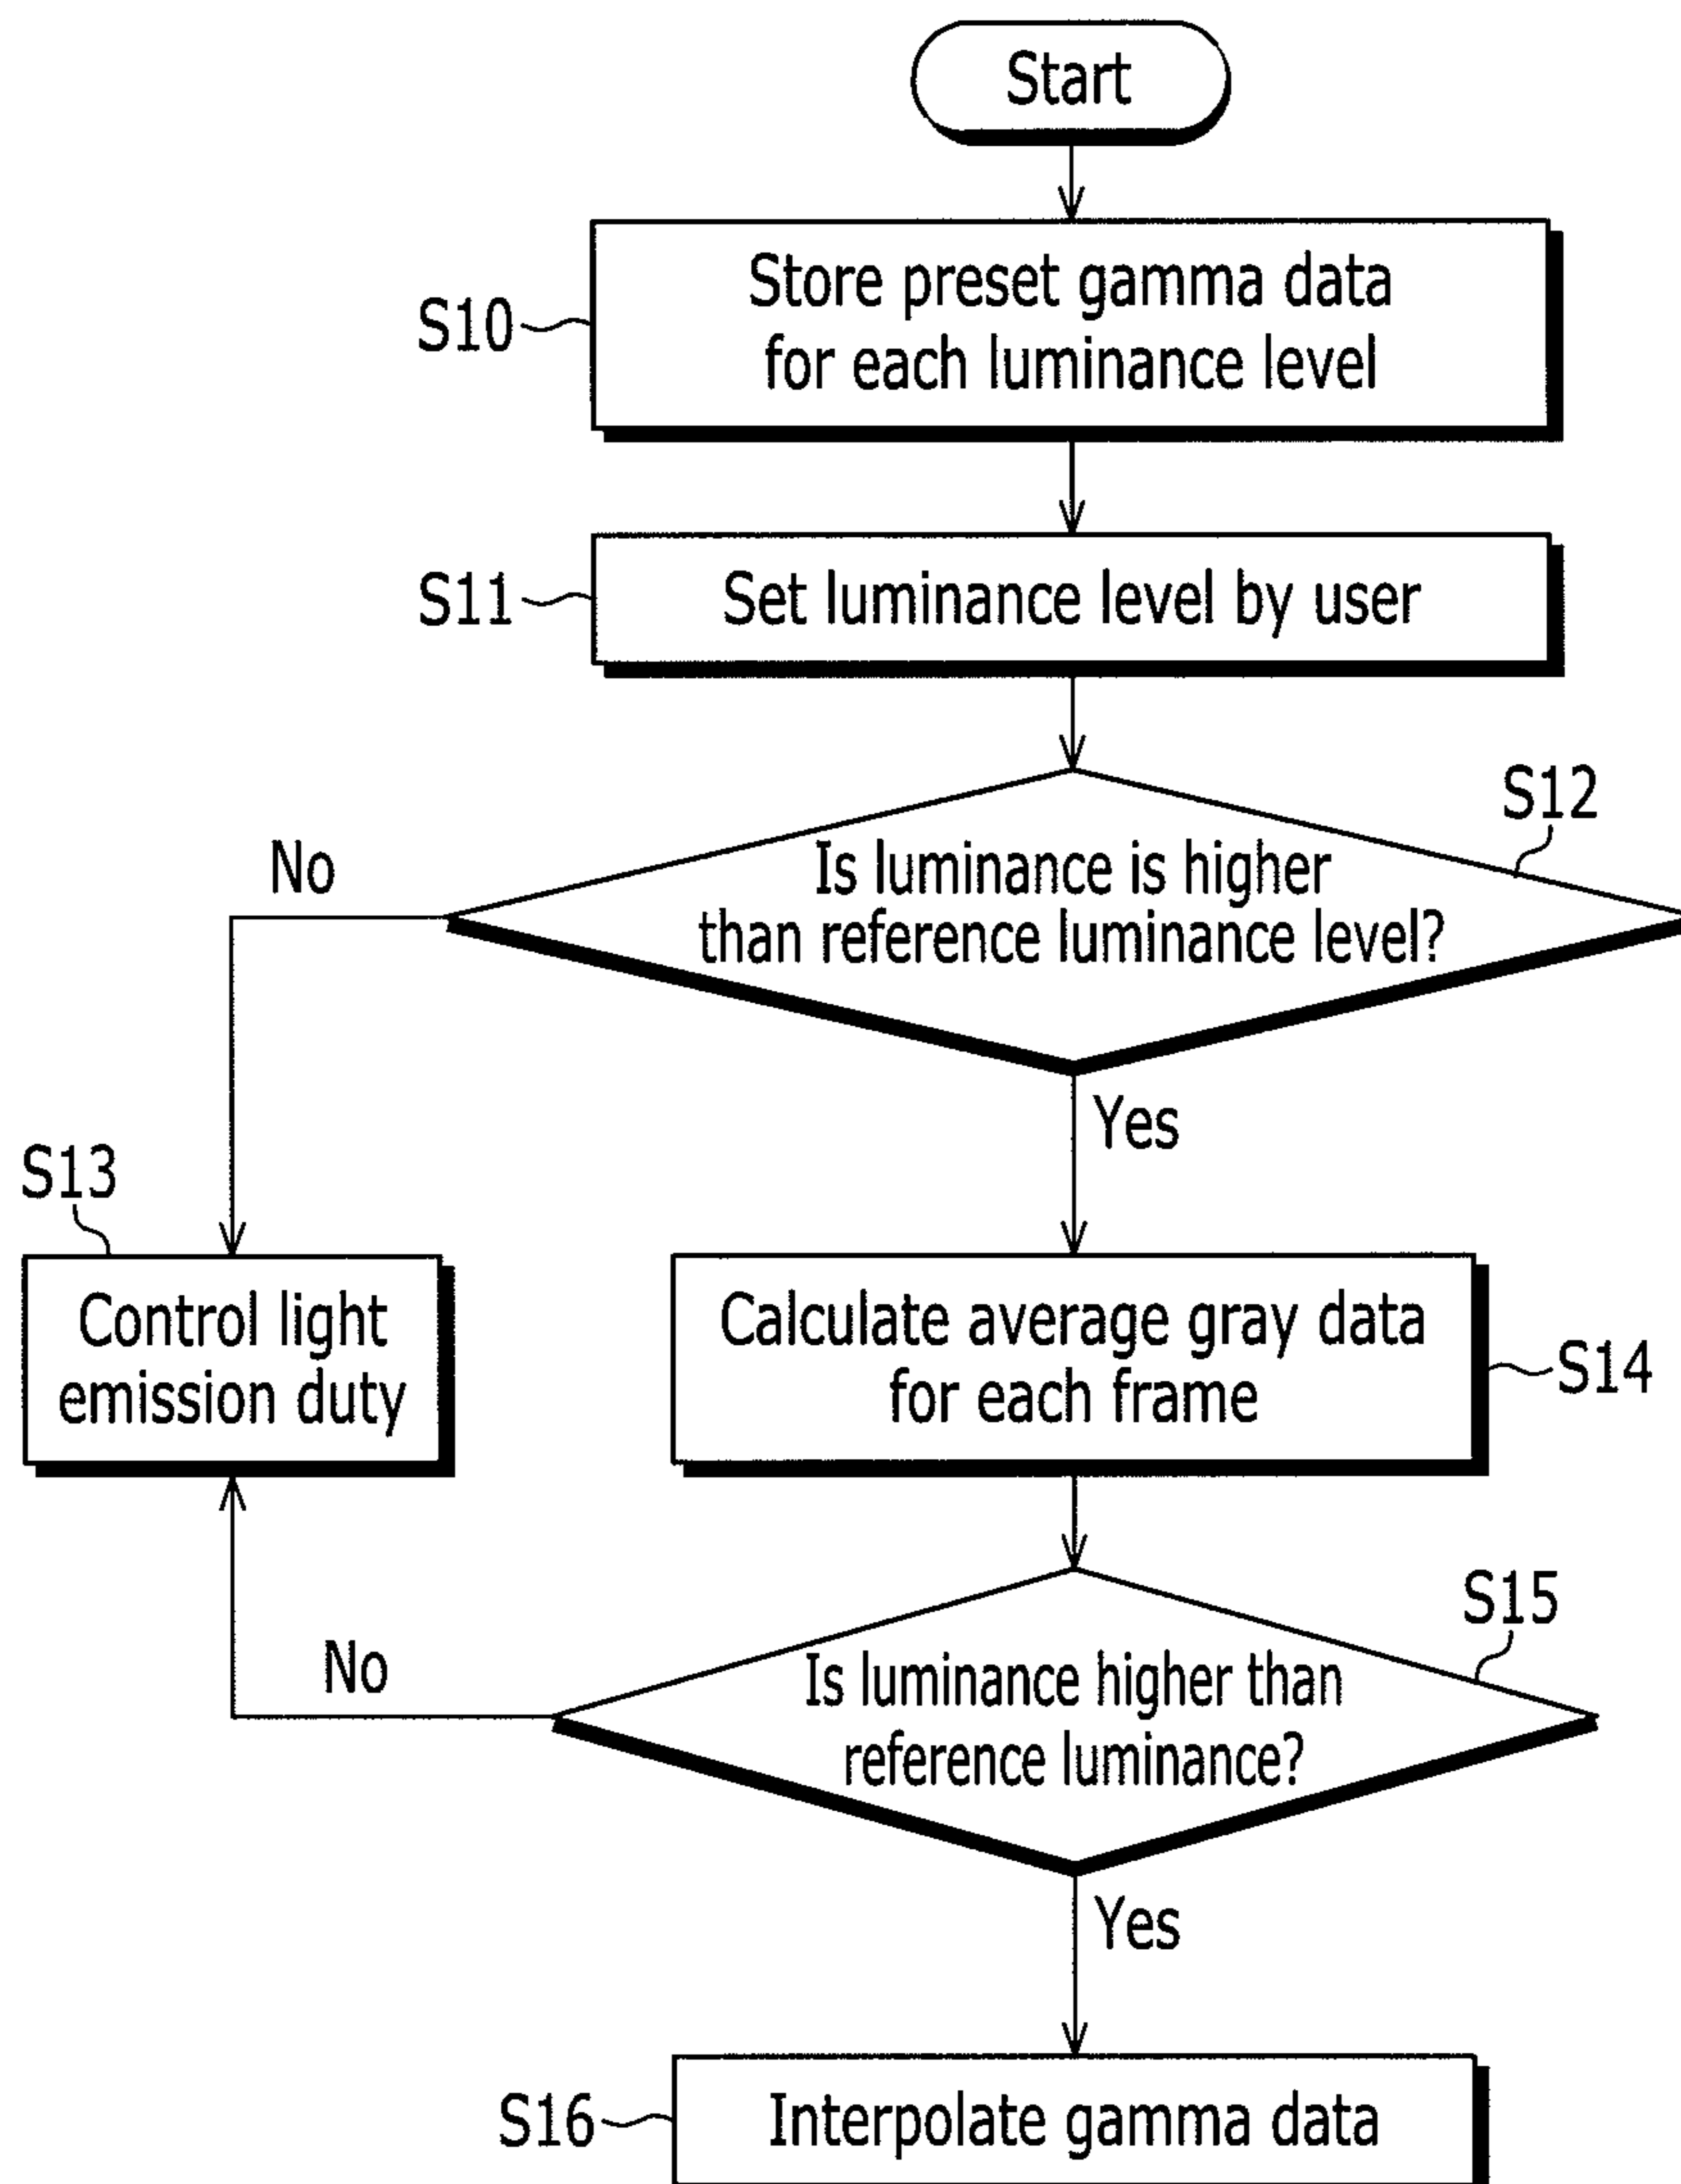 Start
S10
Store preset gamma data
for each luminance level
S11
Set luminance level by user
S12
Is luminance is higher
than reference luminance level?
No
Yes
S13
Control light
emission duty
Calculate average gray data
for each frame
S14
S15
Is luminance higher than
reference luminance?
No
Yes
S16
Interpolate gamma data